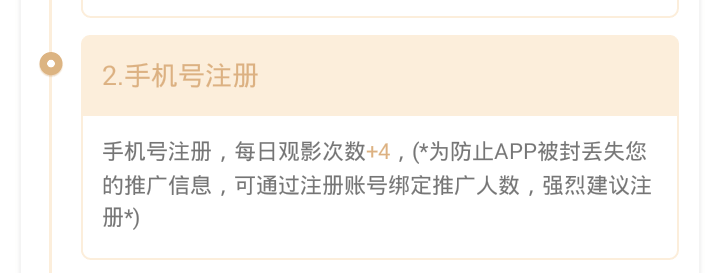 2.手机号注册
手机号注册，每日观影次数+4，(*为防止APP被封丢失您
的推广信息，可通过注册账号绑定推广人数，强烈建议注
册*)